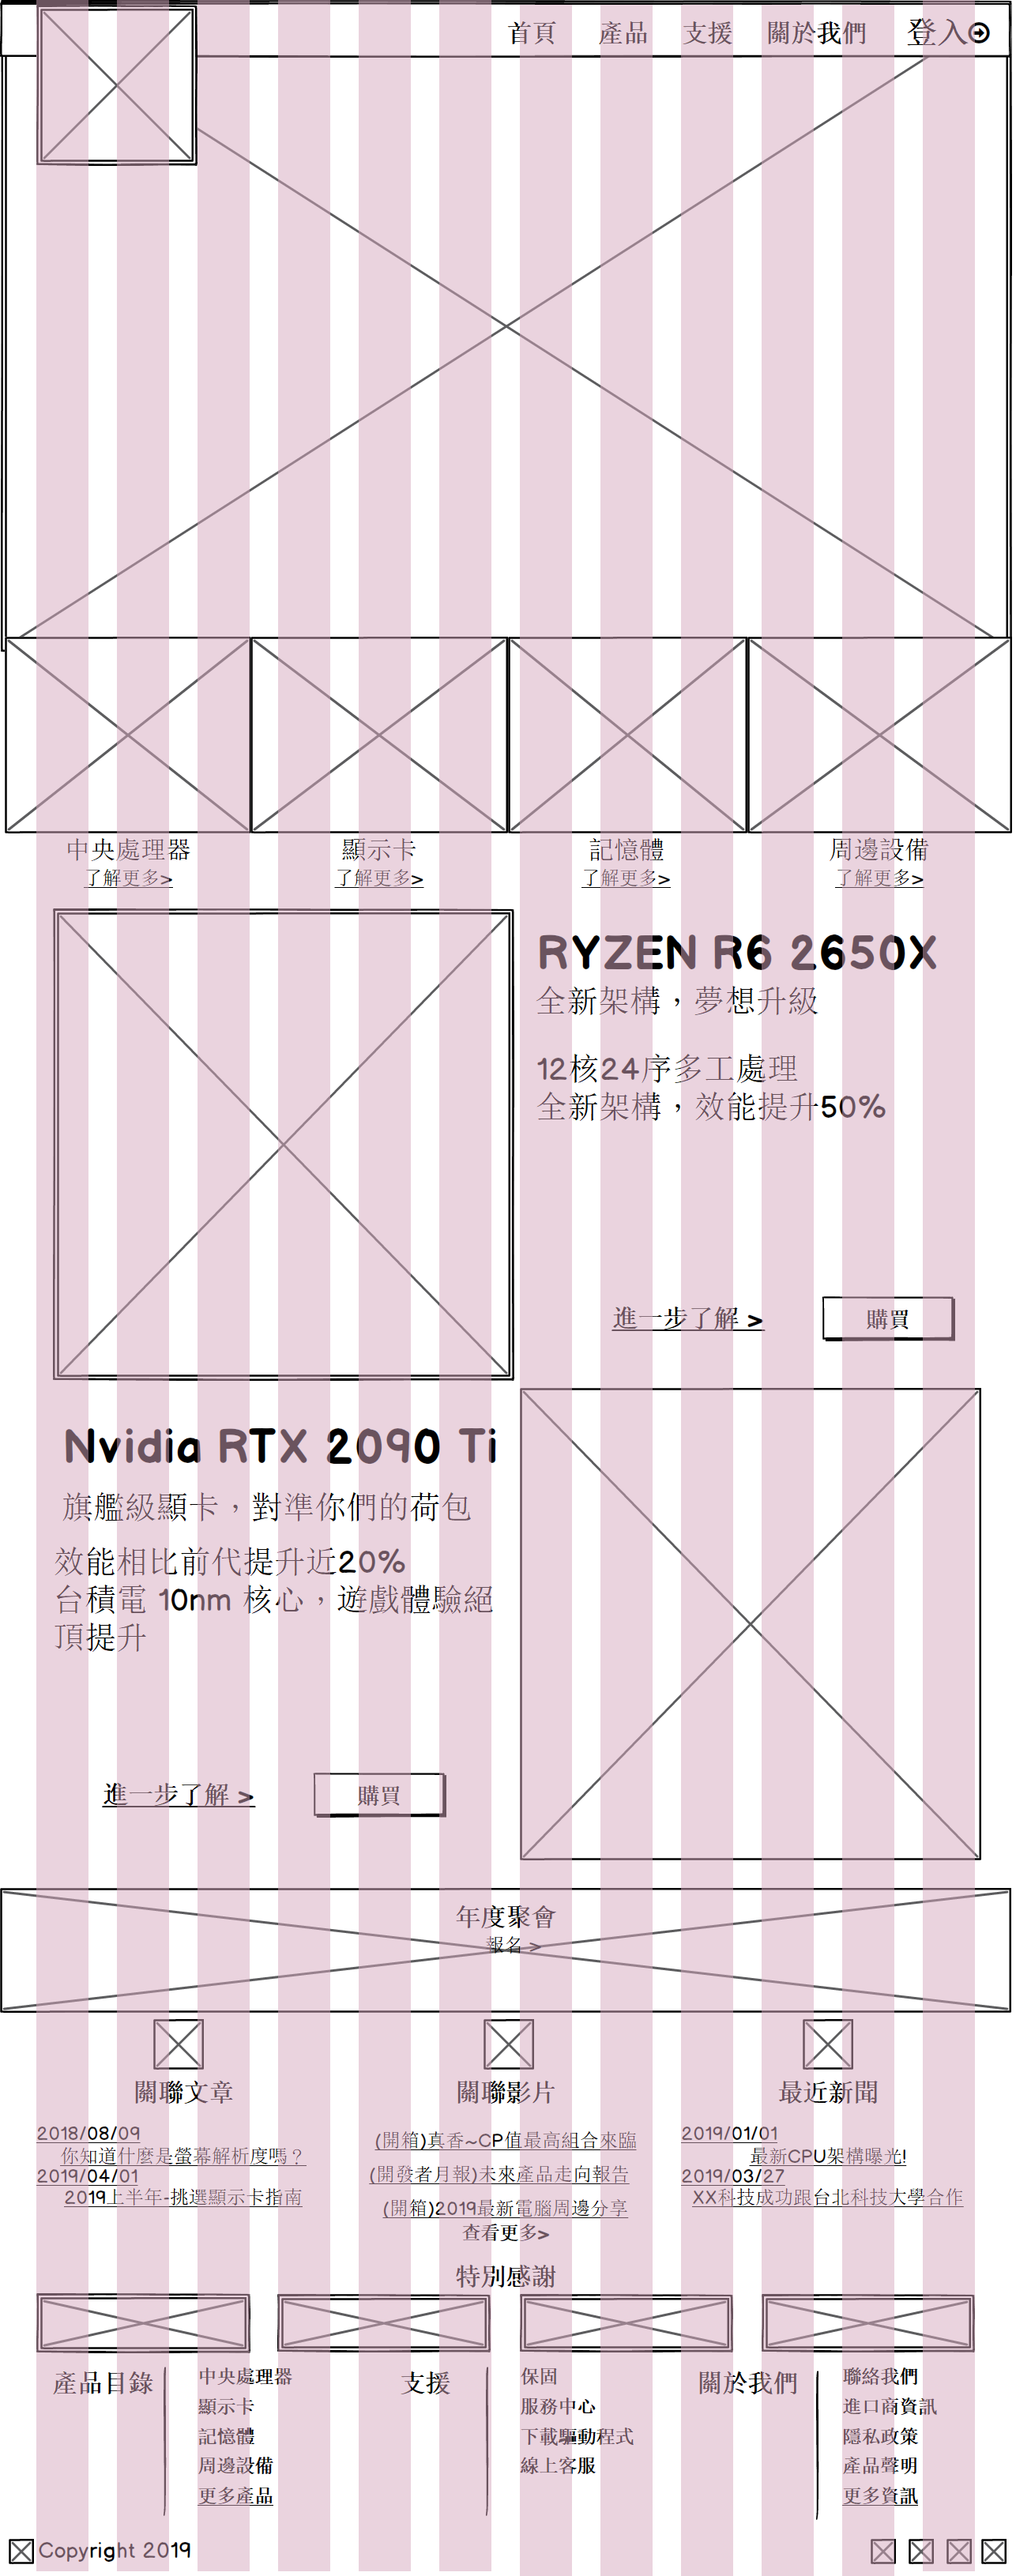 首頁 產品 支援 關於我們 登入
中央處理器
了解更多>
顯示卡
了解更多>
記憶體
了解更多>
周邊設備
了解更多>
RYZEN R6 2650X
全新架構，夢想升級
12核24序多工處理
全新架構，效能提升50%
進一步了解 >
購買
Nvidia RTX 2090 Ti
旗艦級顯卡，對準你們的荷包
效能相比前代提升近20%
台積電 10nm 核心，遊戲體驗絕
頂提升
進一步了解 >
購買
年度聚會
報名 >
關聯文章
2018/08/09
你知道什麼是螢幕解析度嗎？
2019/04/01
2019上半年-挑選顯示卡指南
關聯影片
(開箱)真香~CP值最高組合來臨
(開發者月報)未來產品走向報告
(開箱)2019最新電腦周邊分享
查看更多>
最近新聞
2019/01/01
最新CPU架構曝光!
2019/03/27
XX科技成功跟台北科技大學合作
特別感謝
產品目錄
中央處理器
顯示卡
記憶體
周邊設備
更多產品
支援
保固
服務中心
下載驅動程式
線上客服
關於我們
聯絡我們
進口商資訊
隱私政策
產品聲明
更多資訊
Copyright 2019